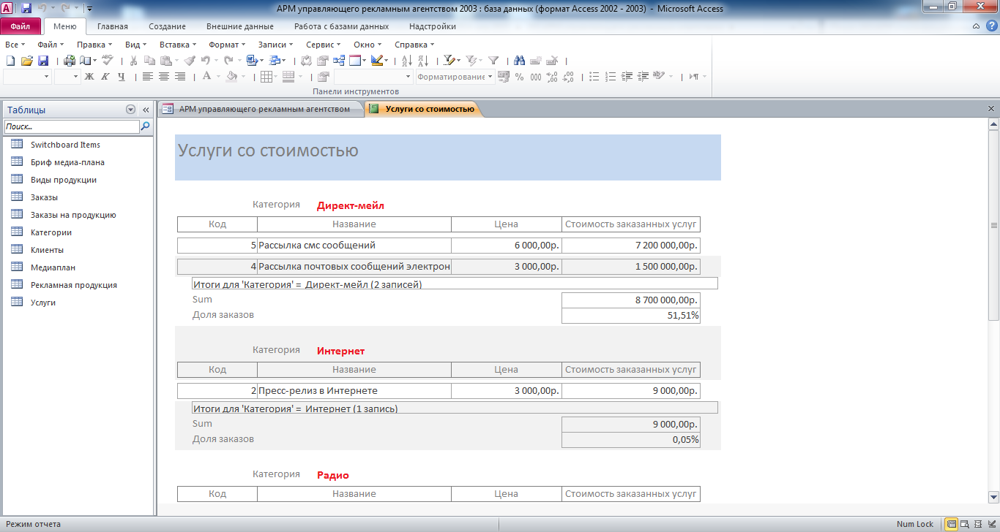 АРМ управляющего рекламным агентством 2003 : база данных (формат Access 2002 - 2003) - Microsoft Access
Файл Меню Главная Создание Внешние данные Работа с базами данных Надстройки
Все Файл Правка Вид Вставка Формат Записи Сервис Окно Справка
Ж К Ч А Форматирование % 000
Панели инструментов
Таблицы
Поиск...
Switchboard Items
Бриф медиа-плана
Виды продукции
Заказы
Заказы на продукцию
Категории
Клиенты
Медиаплан
Рекламная продукция
Услуги
АРМ управляющего рекламным агентством Услуги со стоимостью
Услуги со стоимостью
Категория Директ-мейл
Код Название Цена Стоимость заказанных услуг
5 Рассылка смс сообщений 6 000,00р. 7 200 000,00р.
4 Рассылка почтовых сообщений электрон 3 000,00р. 1 500 000,00р.
Итоги для 'Категория' = Директ-мейл (2 записей)
Sum 8 700 000,00р.
Доля заказов 51,51%
Категория Интернет
Код Название Цена Стоимость заказанных услуг
2 Пресс-релиз в Интернете 3 000,00р. 9 000,00р.
Итоги для 'Категория' = Интернет (1 запись)
Sum 9 000,00р.
Доля заказов 0,05%
Категория Радио
Код Название Цена Стоимость заказанных услуг
Режим отчета Num Lock